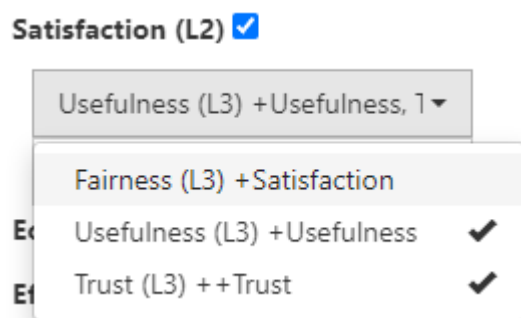 Satisfaction (L2)
Usefulness (L3) +Usefulness,
Fairness (L3) +Satisfaction
Usefulness (L3) +Usefulness
Trust (L3) ++Trust